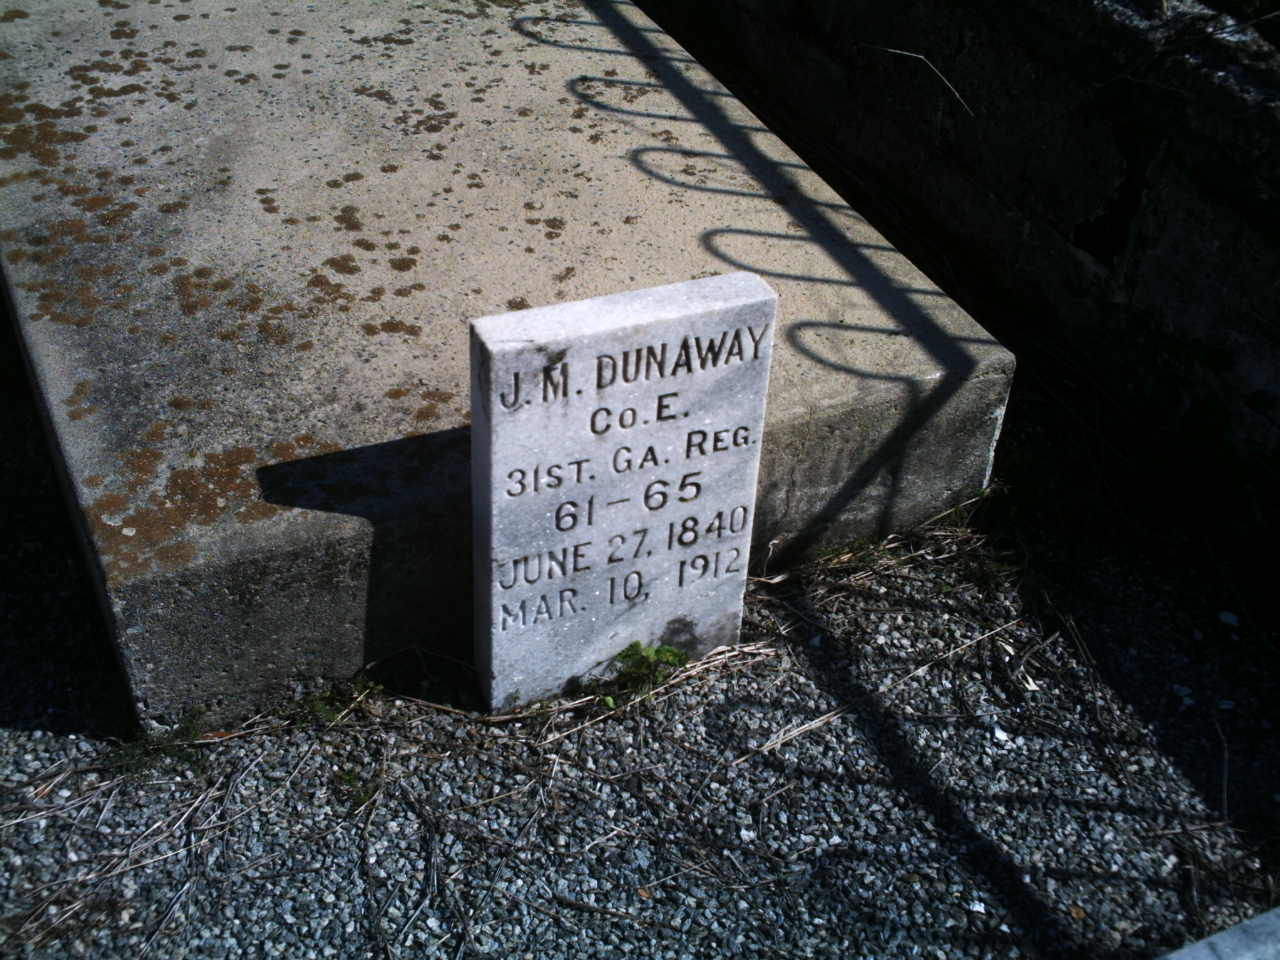 J. M. DUNAWAY
CO. E.
31ST. GA. REG.
61-65
JUNE 27, 1840
MAR. 10, 1912